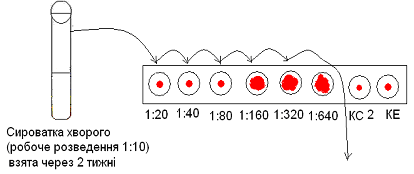 1:20 1:40 1:80 1:160 1:320 1:640 КС 2 КЕ
Сироватка хворого
(робоче розведення 1:10)
взята через 2 тижні